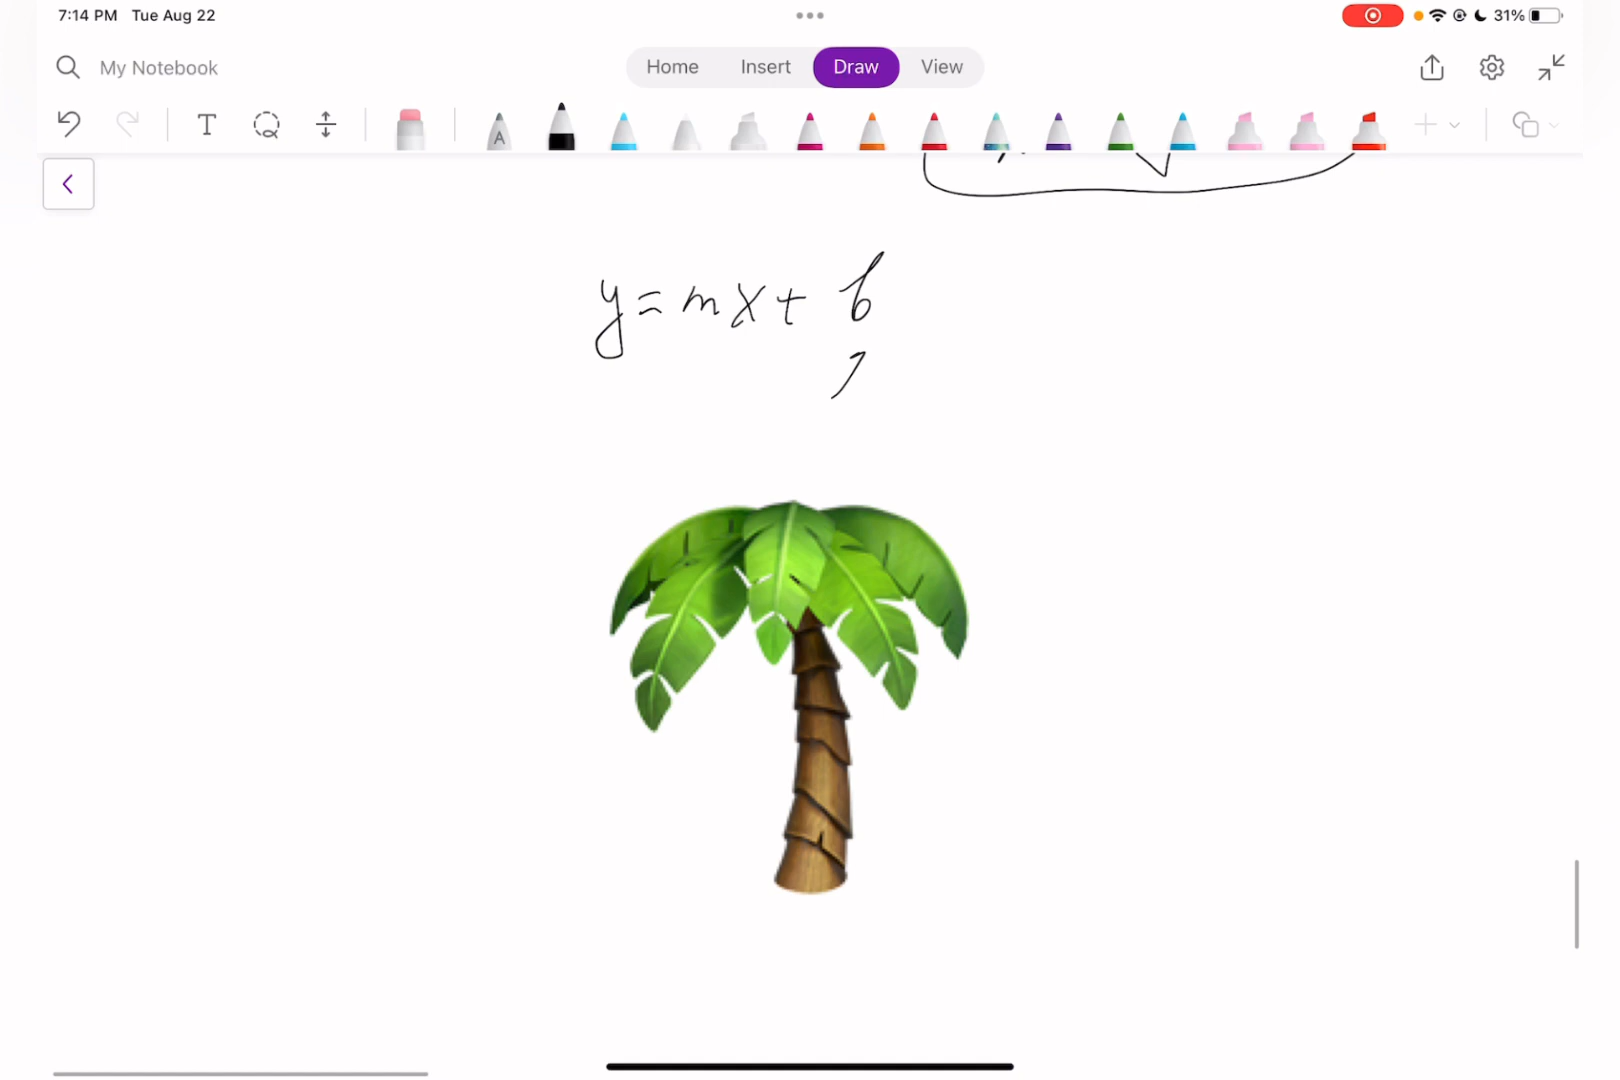 7:14 PM Tue Aug 22
31%
My Notebook
Home Insert Draw View
T
A
y = mx + b